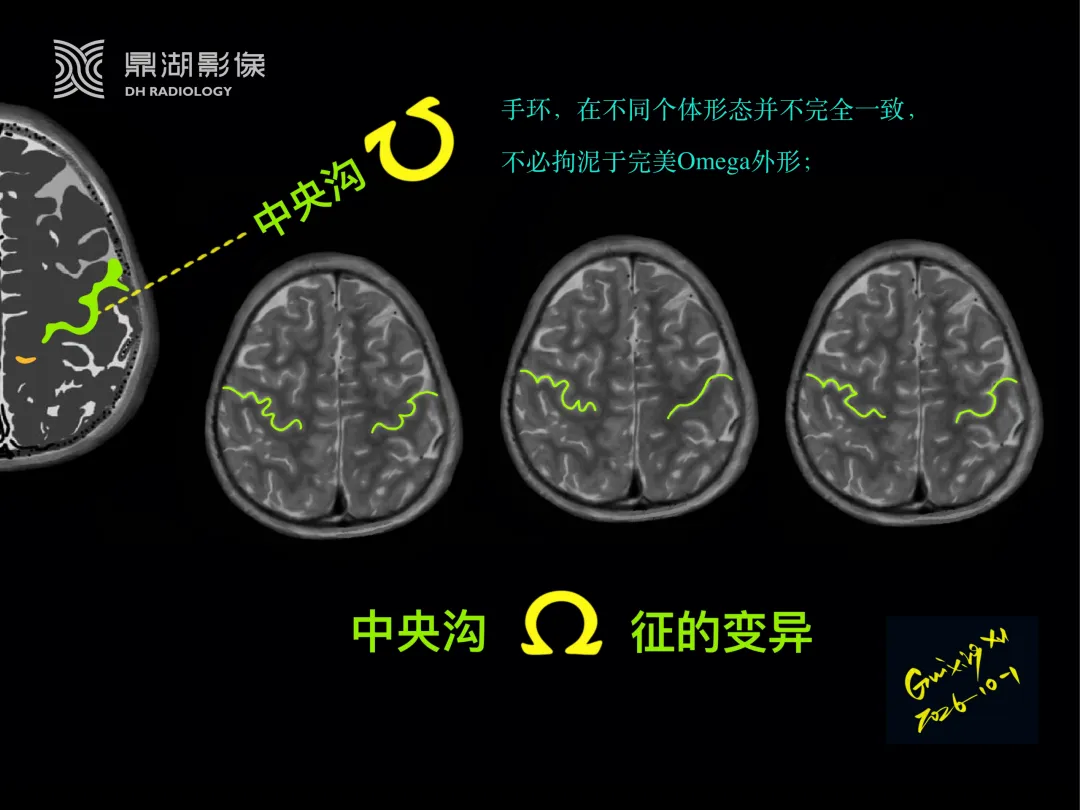 鼎湖影像
DH RADIOLOGY
手环，在不同个体形态并不完全一致，
不必拘泥于完美Omega外形；
中央沟 Ω
中央沟 Ω 征的变异
Guixing Xu
2026-10-1